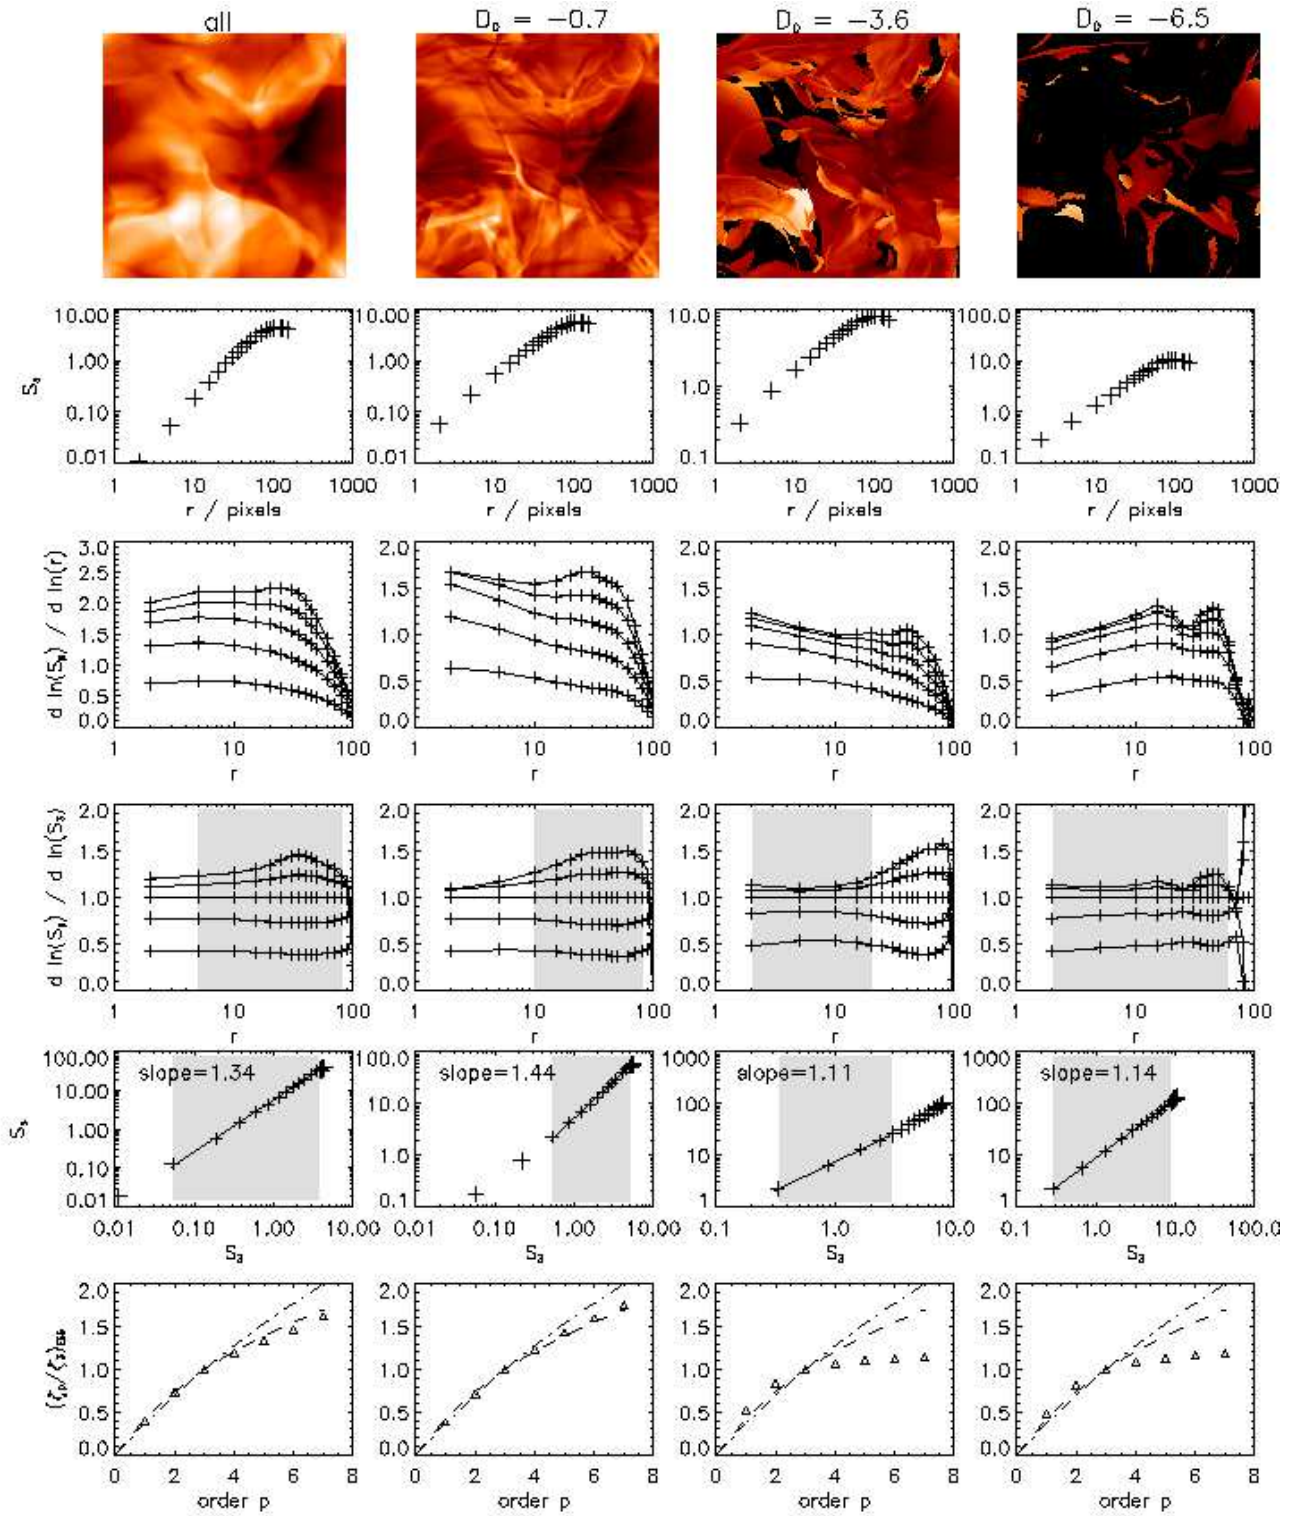 all D₀ = −0.7 D₀ = −3.6 D₀ = −6.5
10.00 10.00 10.0 100.0
1.00 1.00 1.0 10.0
0.10 0.10 0.1 1.0
0.01 0.01 0.1
S₃
1 10 100 1000 1 10 100 1000 1 10 100 1000 1 10 100 1000
r / pixels r / pixels r / pixels r / pixels
d ln(Sₚ) / d ln(r)
3.0 2.0 2.0 2.0
2.5 1.5 1.5 1.5
2.0 1.0 1.0 1.0
1.5 0.5 0.5 0.5
1.0 0.0 0.0 0.0
0.5
0.0
1 10 100 1 10 100 1 10 100 1 10 100
r r r r
d ln(Sₚ) / d ln(S₃)
2.0 2.0 2.0 2.0
1.5 1.5 1.5 1.5
1.0 1.0 1.0 1.0
0.5 0.5 0.5 0.5
0.0 0.0 0.0 0.0
1 10 100 1 10 100 1 10 100 1 10 100
r r r r
S₅
100.00 100.0 1000 1000
slope=1.34 slope=1.44 slope=1.11 slope=1.14
10.00 10.0 100 100
1.00 1.0 10 10
0.10 0.1 1 1
0.01
0.01 0.10 1.00 10.00 0.01 0.10 1.00 10.00 0.1 1.0 10.0 0.1 1.0 10.0 100.0
S₃ S₃ S₃ S₃
(ζₚ/ζ₃)ESS
2.0 2.0 2.0 2.0
1.5 1.5 1.5 1.5
1.0 1.0 1.0 1.0
0.5 0.5 0.5 0.5
0.0 0.0 0.0 0.0
0 2 4 6 8 0 2 4 6 8 0 2 4 6 8 0 2 4 6 8
order p order p order p order p